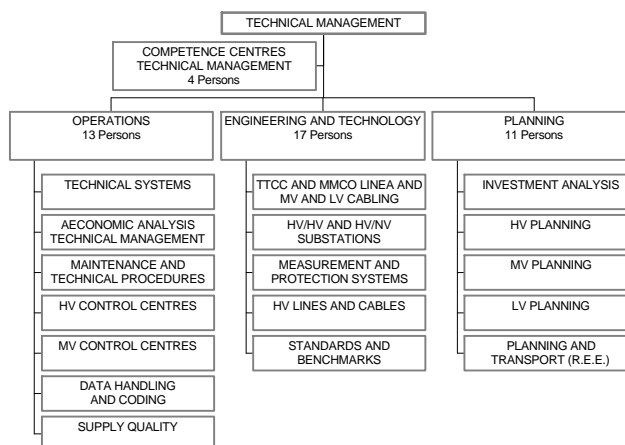 TECHNICAL MANAGEMENT
COMPETENCE CENTRES
TECHNICAL MANAGEMENT
4 Persons
OPERATIONS
13 Persons
ENGINEERING AND TECHNOLOGY
17 Persons
PLANNING
11 Persons
TECHNICAL SYSTEMS
AECONOMIC ANALYSIS
TECHNICAL MANAGEMENT
MAINTENANCE AND
TECHNICAL PROCEDURES
HV CONTROL CENTRES
MV CONTROL CENTRES
DATA HANDLING
AND CODING
SUPPLY QUALITY
TTCC AND MMCO LINEA AND
MV AND LV CABLING
HV/HV AND HV/NV
SUBSTATIONS
MEASUREMENT AND
PROTECTION SYSTEMS
HV LINES AND CABLES
STANDARDS AND
BENCHMARKS
INVESTMENT ANALYSIS
HV PLANNING
MV PLANNING
LV PLANNING
PLANNING AND
TRANSPORT (R.E.E.)